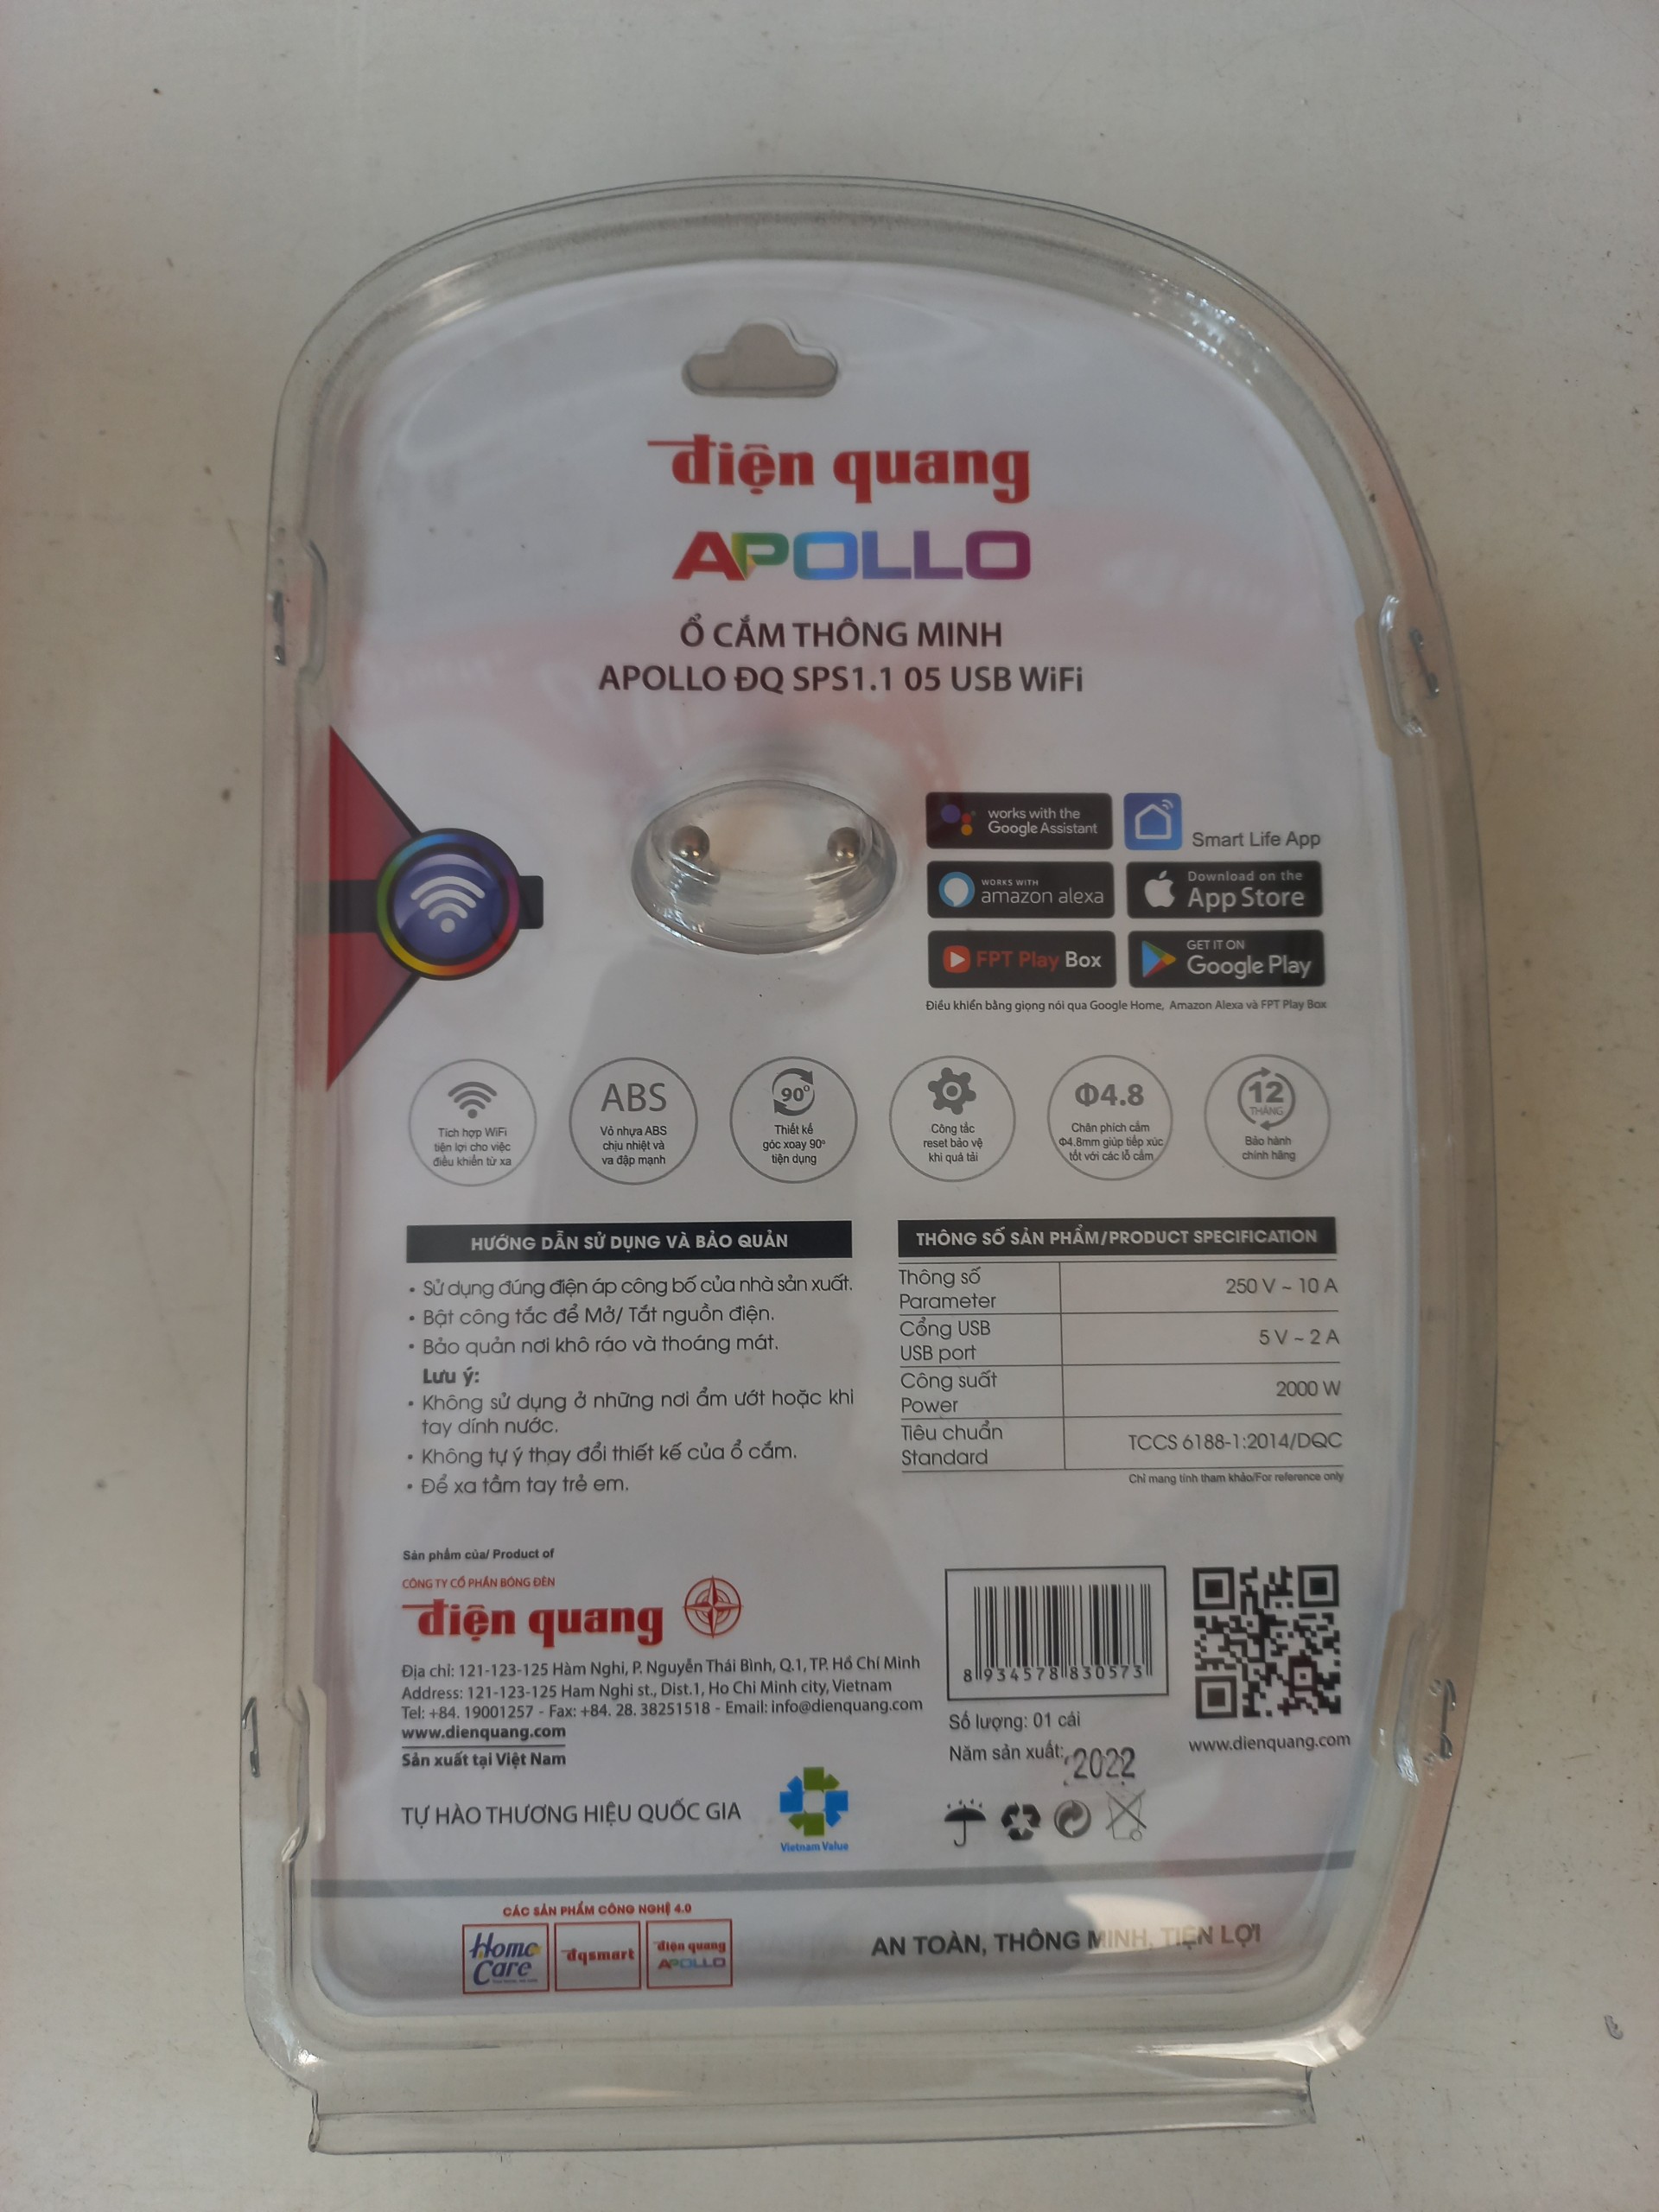 điện quang
APOLLO
Ổ CẮM THÔNG MINH
APOLLO ĐQ SPS1.1 05 USB WiFi
works with the
Google Assistant
Smart Life App
WORKS WITH
amazon alexa
Download on the
App Store
FPT Play Box
GET IT ON
Google Play
Điều khiển bằng giọng nói qua Google Home, Amazon Alexa và FPT Play Box
Tích hợp WiFi
tiện lợi cho việc
điều khiển từ xa
ABS
Vỏ nhựa ABS
chịu nhiệt và
va đập mạnh
90°
Thiết kế
góc xoay 90°
tiện dụng
Công tắc
reset bảo vệ
khi quá tải
Φ4.8
Chân phích cắm
Φ4.8mm giúp tiếp xúc
tốt với các lỗ cắm
12
THÁNG
Bảo hành
chính hãng
HƯỚNG DẪN SỬ DỤNG VÀ BẢO QUẢN
• Sử dụng đúng điện áp công bố của nhà sản xuất.
• Bật công tắc để Mở/ Tắt nguồn điện.
• Bảo quản nơi khô ráo và thoáng mát.
Lưu ý:
• Không sử dụng ở những nơi ẩm ướt hoặc khi
tay dính nước.
• Không tự ý thay đổi thiết kế của ổ cắm.
• Để xa tầm tay trẻ em.
THÔNG SỐ SẢN PHẨM/PRODUCT SPECIFICATION
Thông số
Parameter
250 V ~ 10 A
Cổng USB
USB port
5 V ~ 2 A
Công suất
Power
2000 W
Tiêu chuẩn
Standard
TCCS 6188-1:2014/DQC
Chỉ mang tính tham khảo/For reference only
Sản phẩm của/ Product of
CÔNG TY CỔ PHẦN BÓNG ĐÈN
điện quang
Địa chỉ: 121-123-125 Hàm Nghi, P. Nguyễn Thái Bình, Q.1, TP. Hồ Chí Minh
Address: 121-123-125 Ham Nghi st., Dist.1, Ho Chi Minh city, Vietnam
Tel: +84. 19001257 - Fax: +84. 28. 38251518 - Email: info@dienquang.com
www.dienquang.com
Sản xuất tại Việt Nam
8 934578 830573
Số lượng: 01 cái
Năm sản xuất: 2022
www.dienquang.com
TỰ HÀO THƯƠNG HIỆU QUỐC GIA
Vietnam Value
CÁC SẢN PHẨM CÔNG NGHỆ 4.0
Home
Care
đqsmart
điện quang
APOLLO
AN TOÀN, THÔNG MINH, TIỆN LỢI